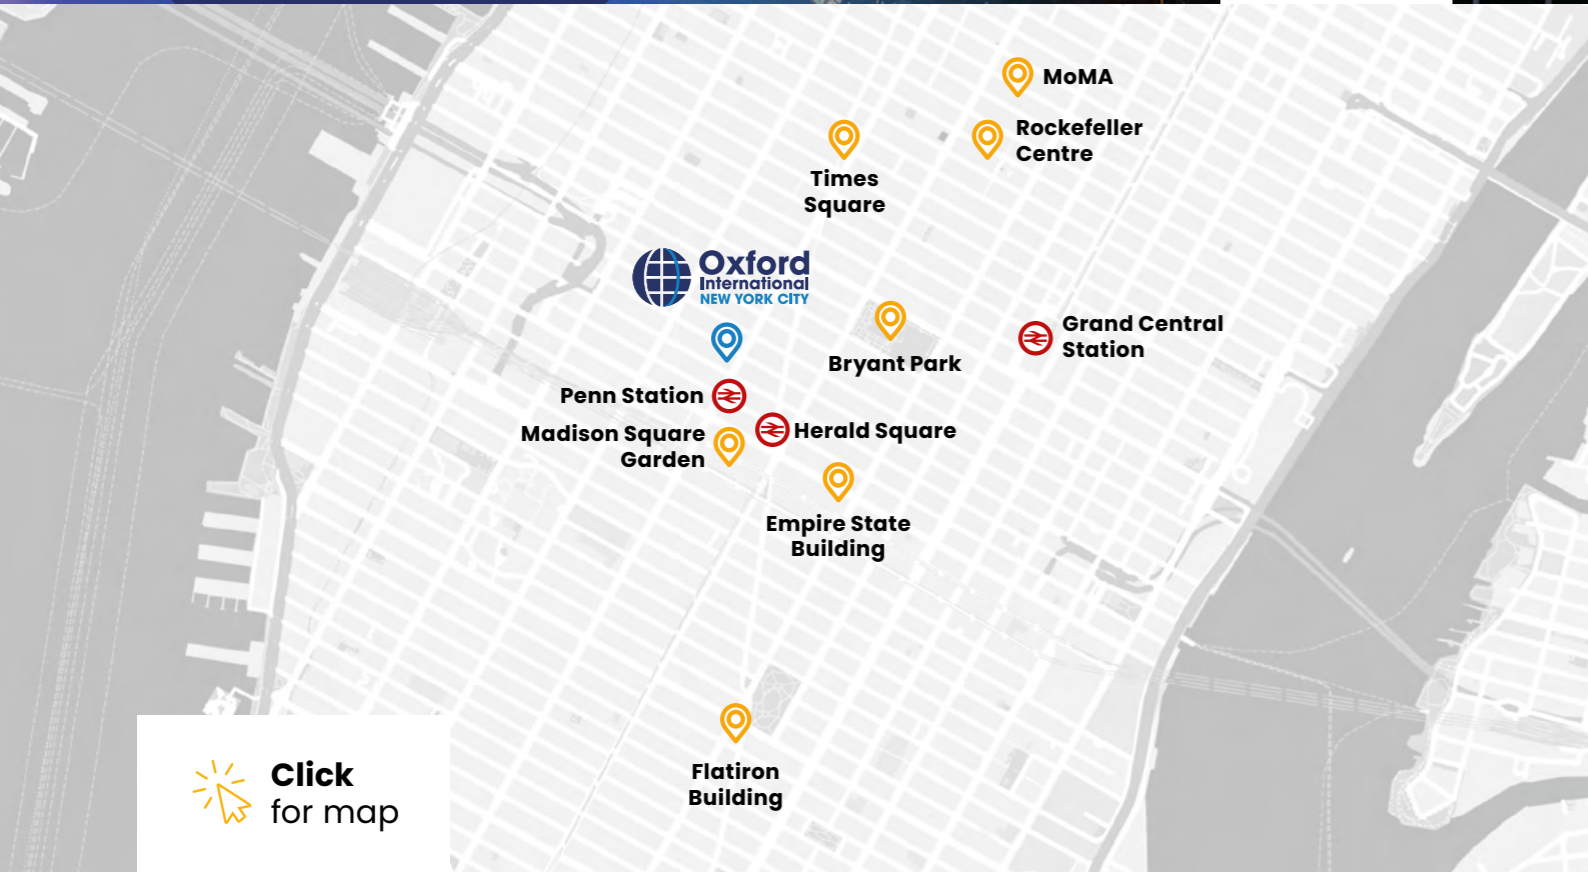 MoMA
Rockefeller
Centre
Times
Square
Oxford
International
NEW YORK CITY
Grand Central
Station
Bryant Park
Penn Station
Herald Square
Madison Square
Garden
Empire State
Building
Flatiron
Building
Click
for map